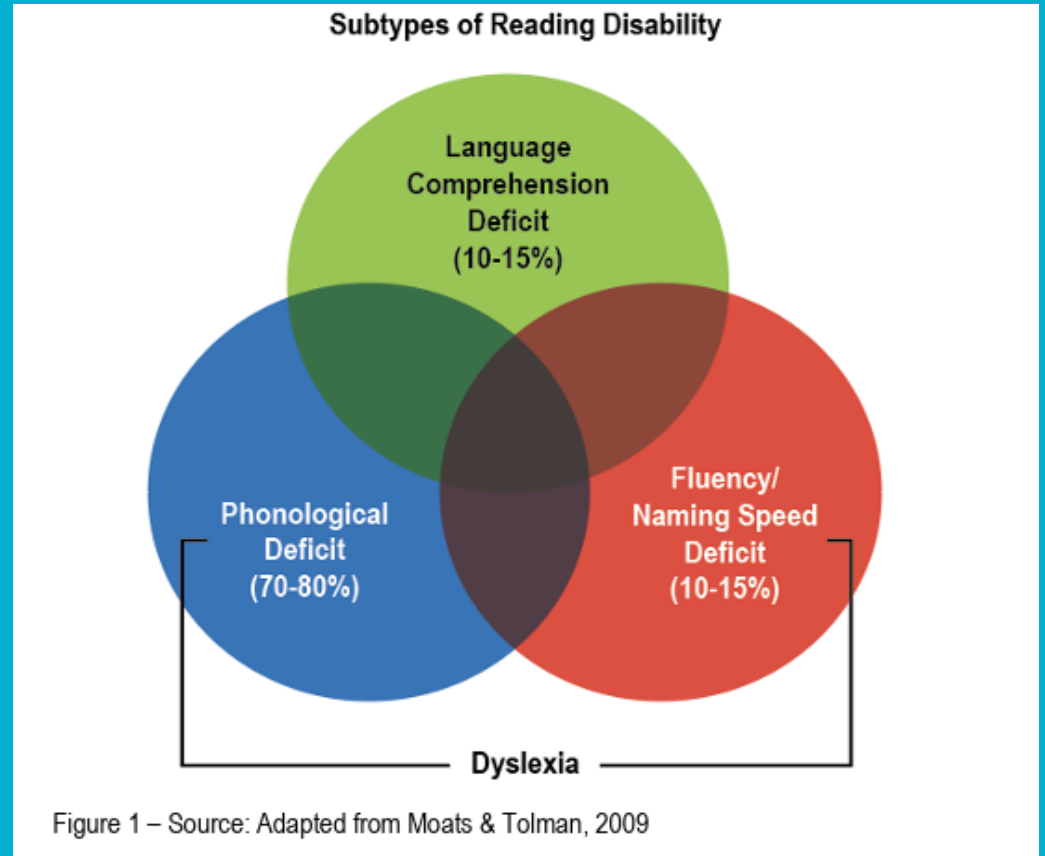 Subtypes of Reading Disability
Language
Comprehension
Deficit
(10-15%)
Phonological
Deficit
(70-80%)
Fluency/
Naming Speed
Deficit
(10-15%)
Dyslexia
Figure 1 – Source: Adapted from Moats & Tolman, 2009